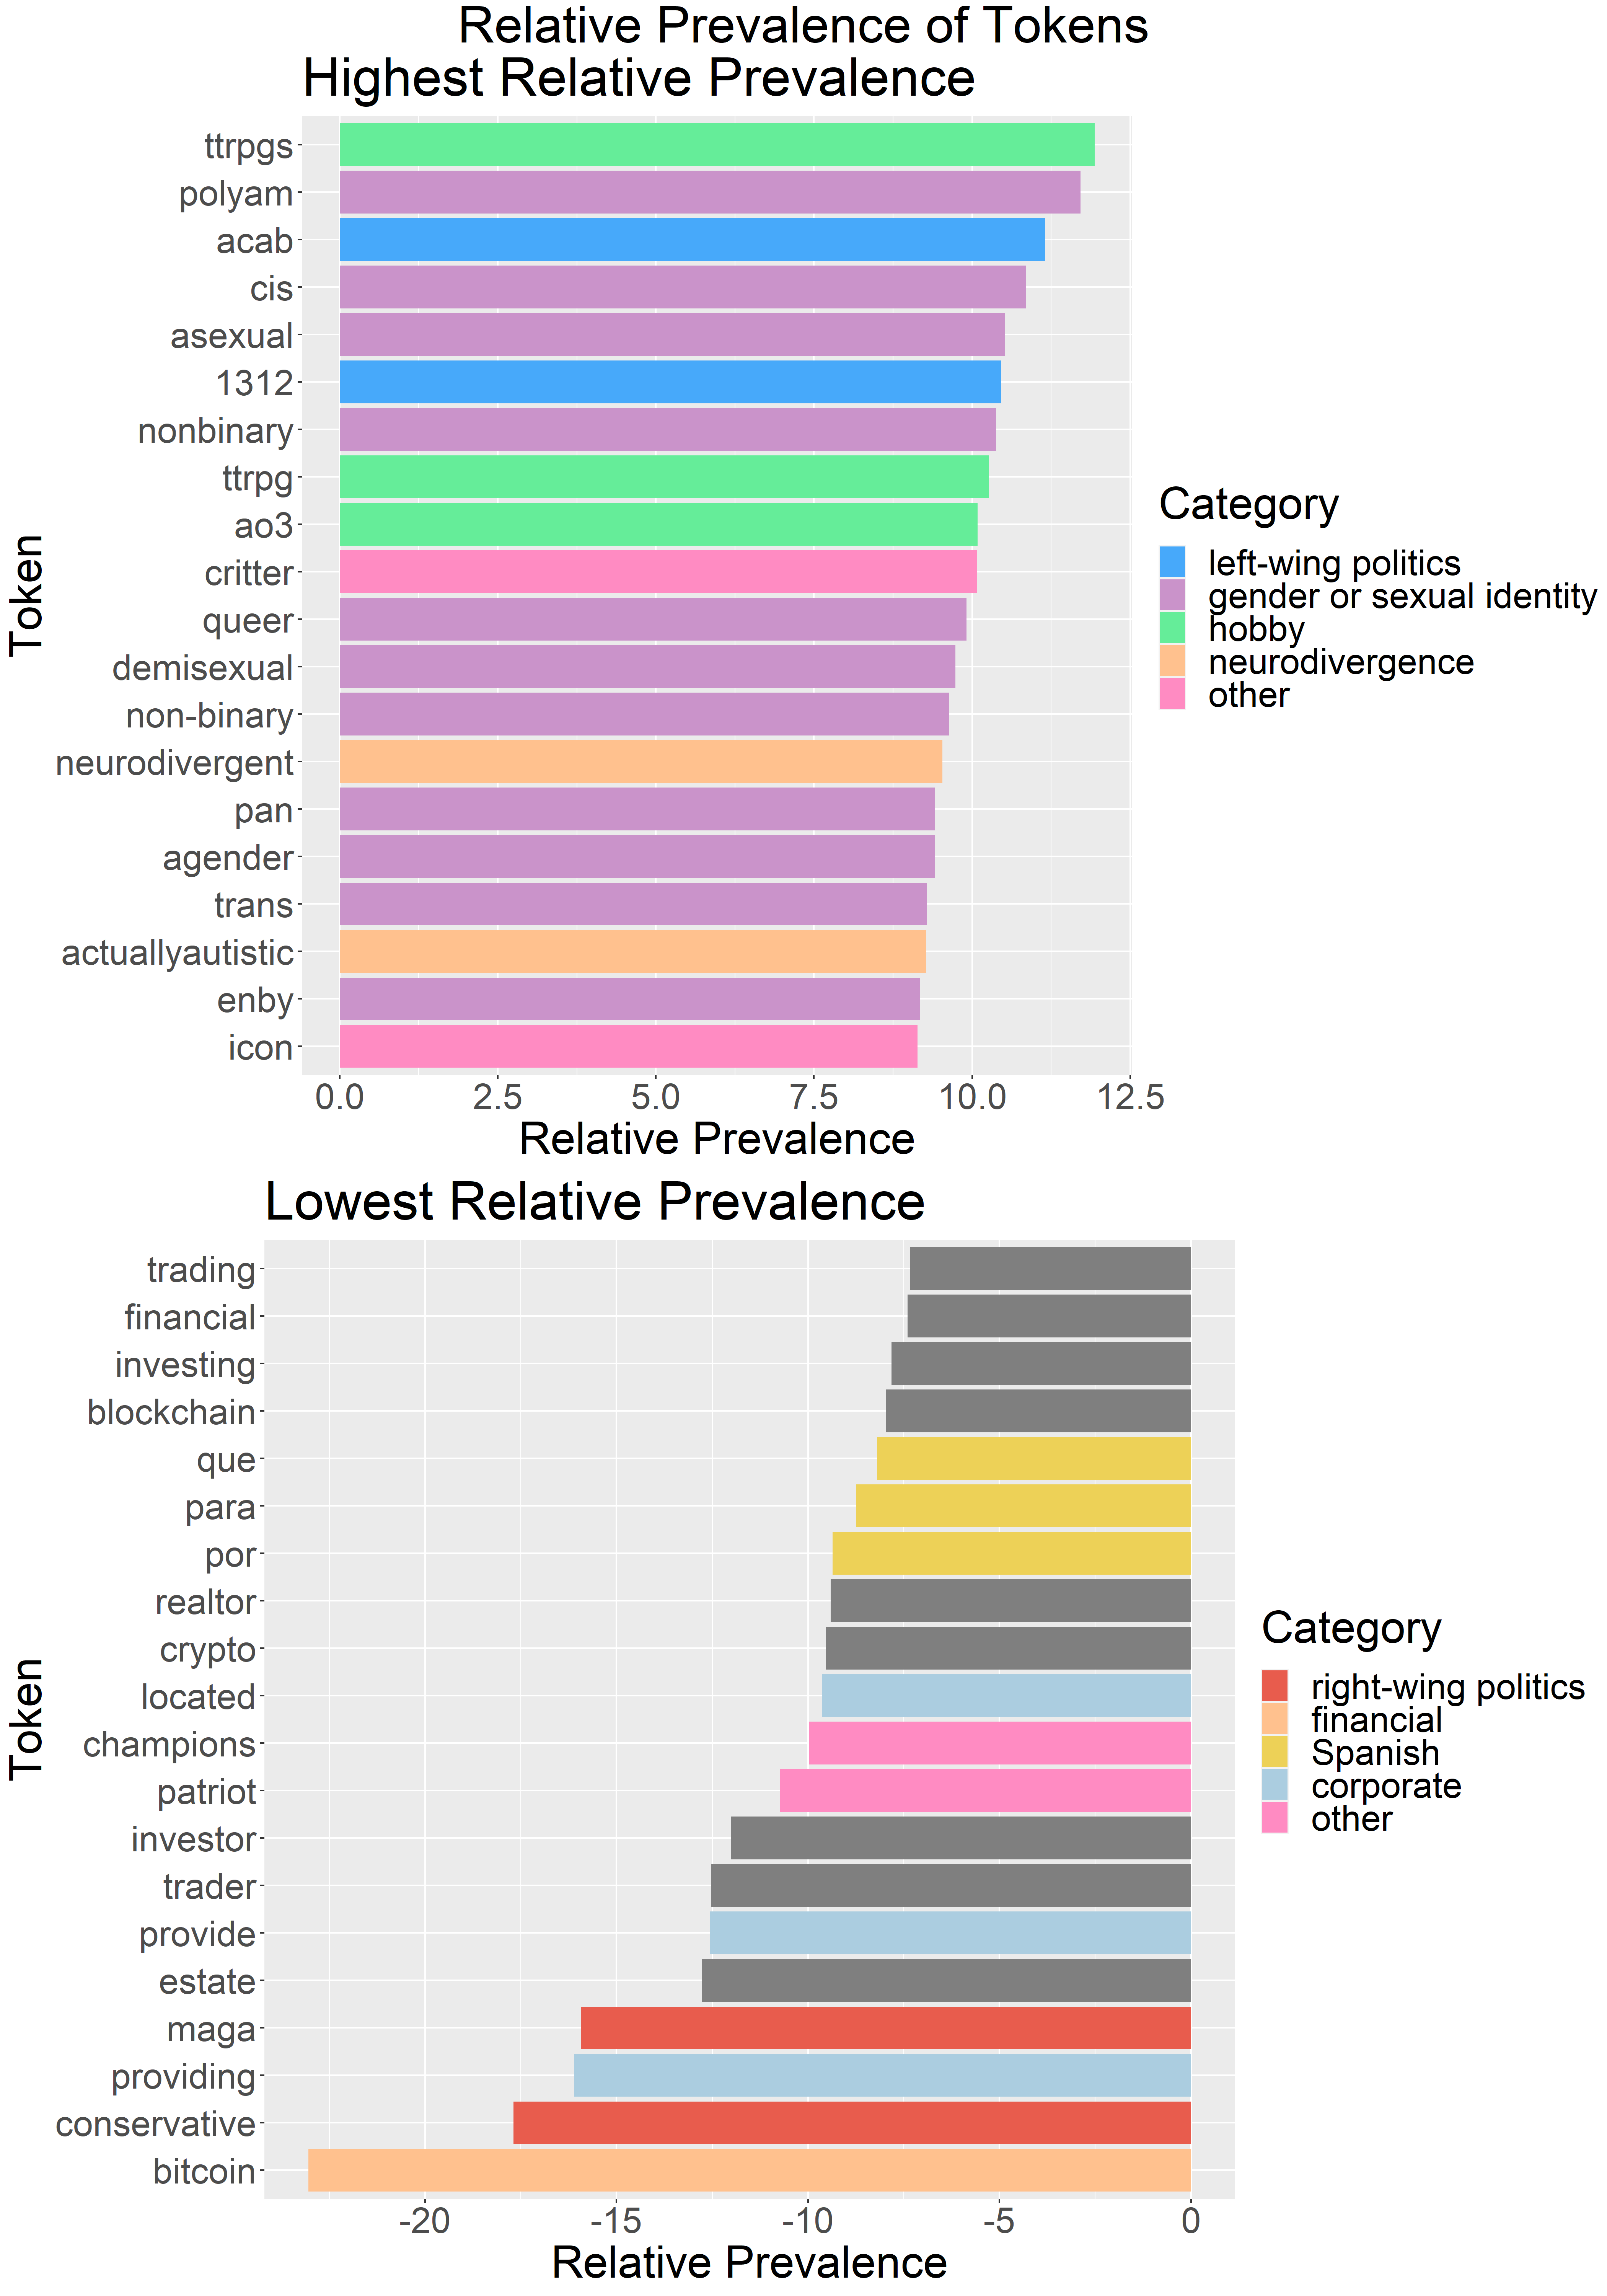 Relative Prevalence of Tokens
Highest Relative Prevalence
Token
ttrpgs
polyam
acab
cis
asexual
1312
nonbinary
ttrpg
ao3
critter
queer
demisexual
non-binary
neurodivergent
pan
agender
trans
actuallyautistic
enby
icon
0.0 2.5 5.0 7.5 10.0 12.5
Relative Prevalence
Category
left-wing politics
gender or sexual identity
hobby
neurodivergence
other
Lowest Relative Prevalence
Token
trading
financial
investing
blockchain
que
para
por
realtor
crypto
located
champions
patriot
investor
trader
provide
estate
maga
providing
conservative
bitcoin
-20 -15 -10 -5 0
Relative Prevalence
Category
right-wing politics
financial
Spanish
corporate
other